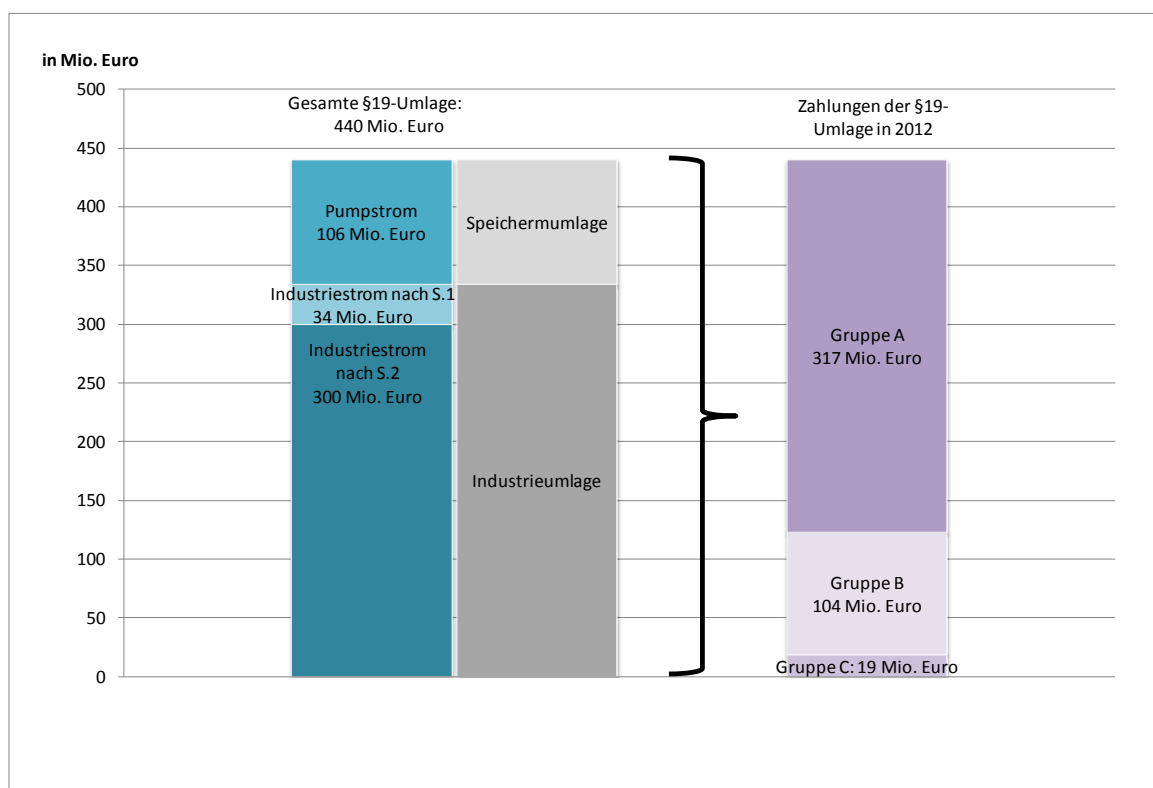 in Mio. Euro
500
450
400
350
300
250
200
150
100
50
0
Gesamte §19-Umlage:
440 Mio. Euro
Pumpstrom
106 Mio. Euro
Industriestrom nach S.1
34 Mio. Euro
Industriestrom
nach S.2
300 Mio. Euro
Speichermumlage
Industrieumlage
Zahlungen der §19-
Umlage in 2012
Gruppe A
317 Mio. Euro
Gruppe B
104 Mio. Euro
Gruppe C: 19 Mio. Euro